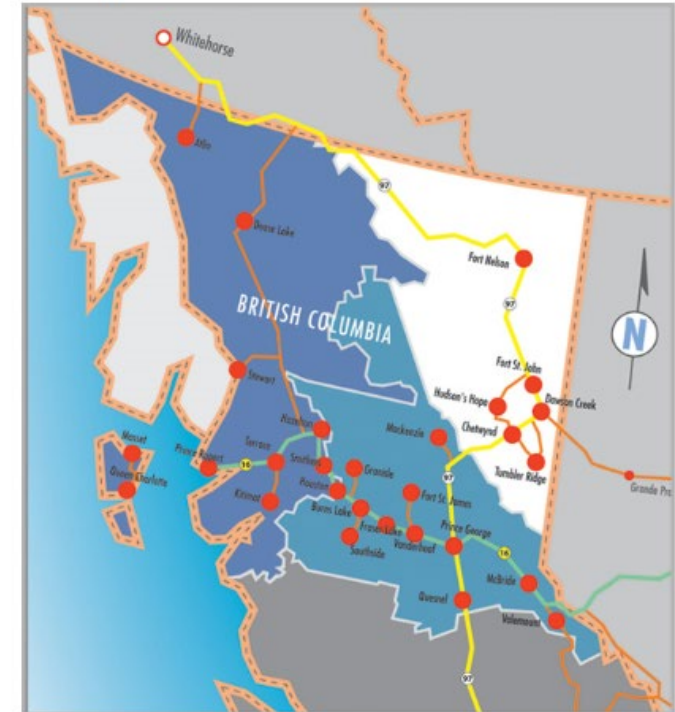 Whitehorse
Atlin
97
Dease Lake
Fort Nelson
97
BRITISH COLUMBIA
N
Fort St. John
Stewart
Hudson's Hope
Dawson Creek
Hazelton
Mackenzie
Chetwynd
Masset
Prince Rupert
16
Terrace
Smithers
Granisle
Tumbler Ridge
Queen Charlotte
97
Grande Pra
Kitimat
Houston
Fort St. James
Burns Lake
Fraser Lake
Vanderhoof
Prince George
Southside
16
McBride
Quesnel
Valemount
97